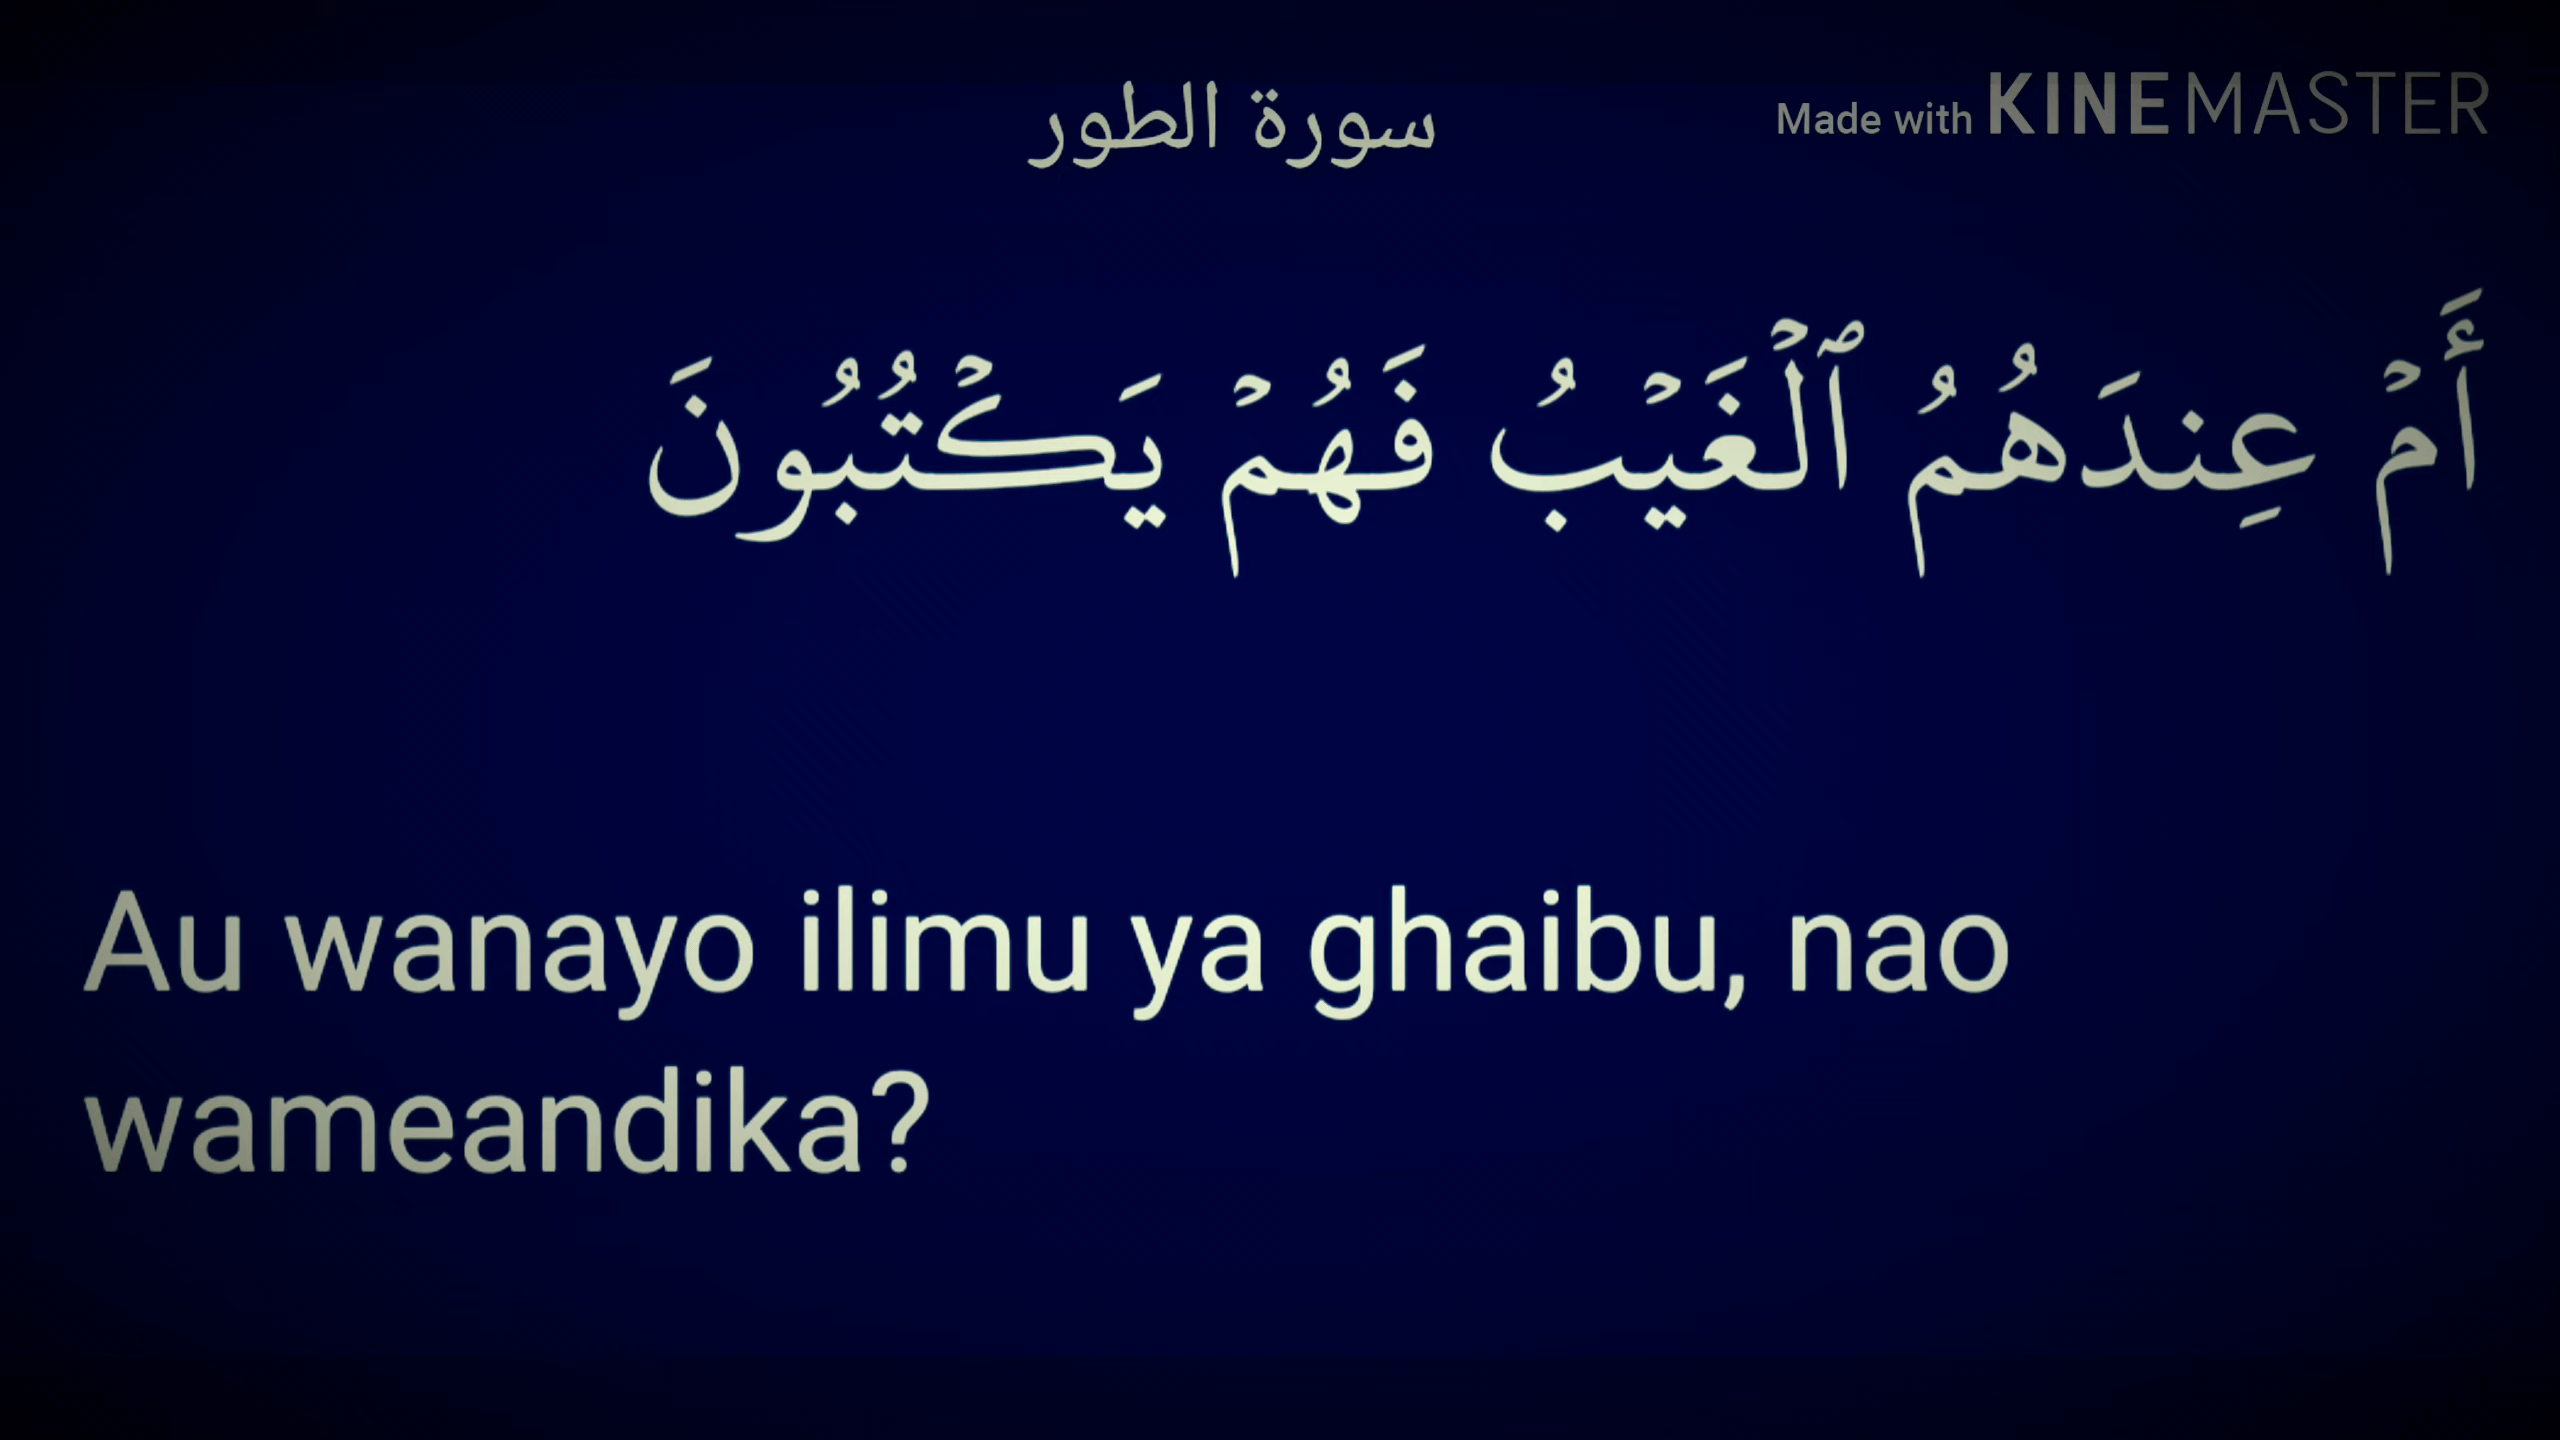 سورة الطور
Made with KINEMASTER
أَمۡ عِندَهُمُ ٱلۡغَيۡبُ فَهُمۡ يَكۡتُبُونَ
Au wanayo ilimu ya ghaibu, nao
wameandika?